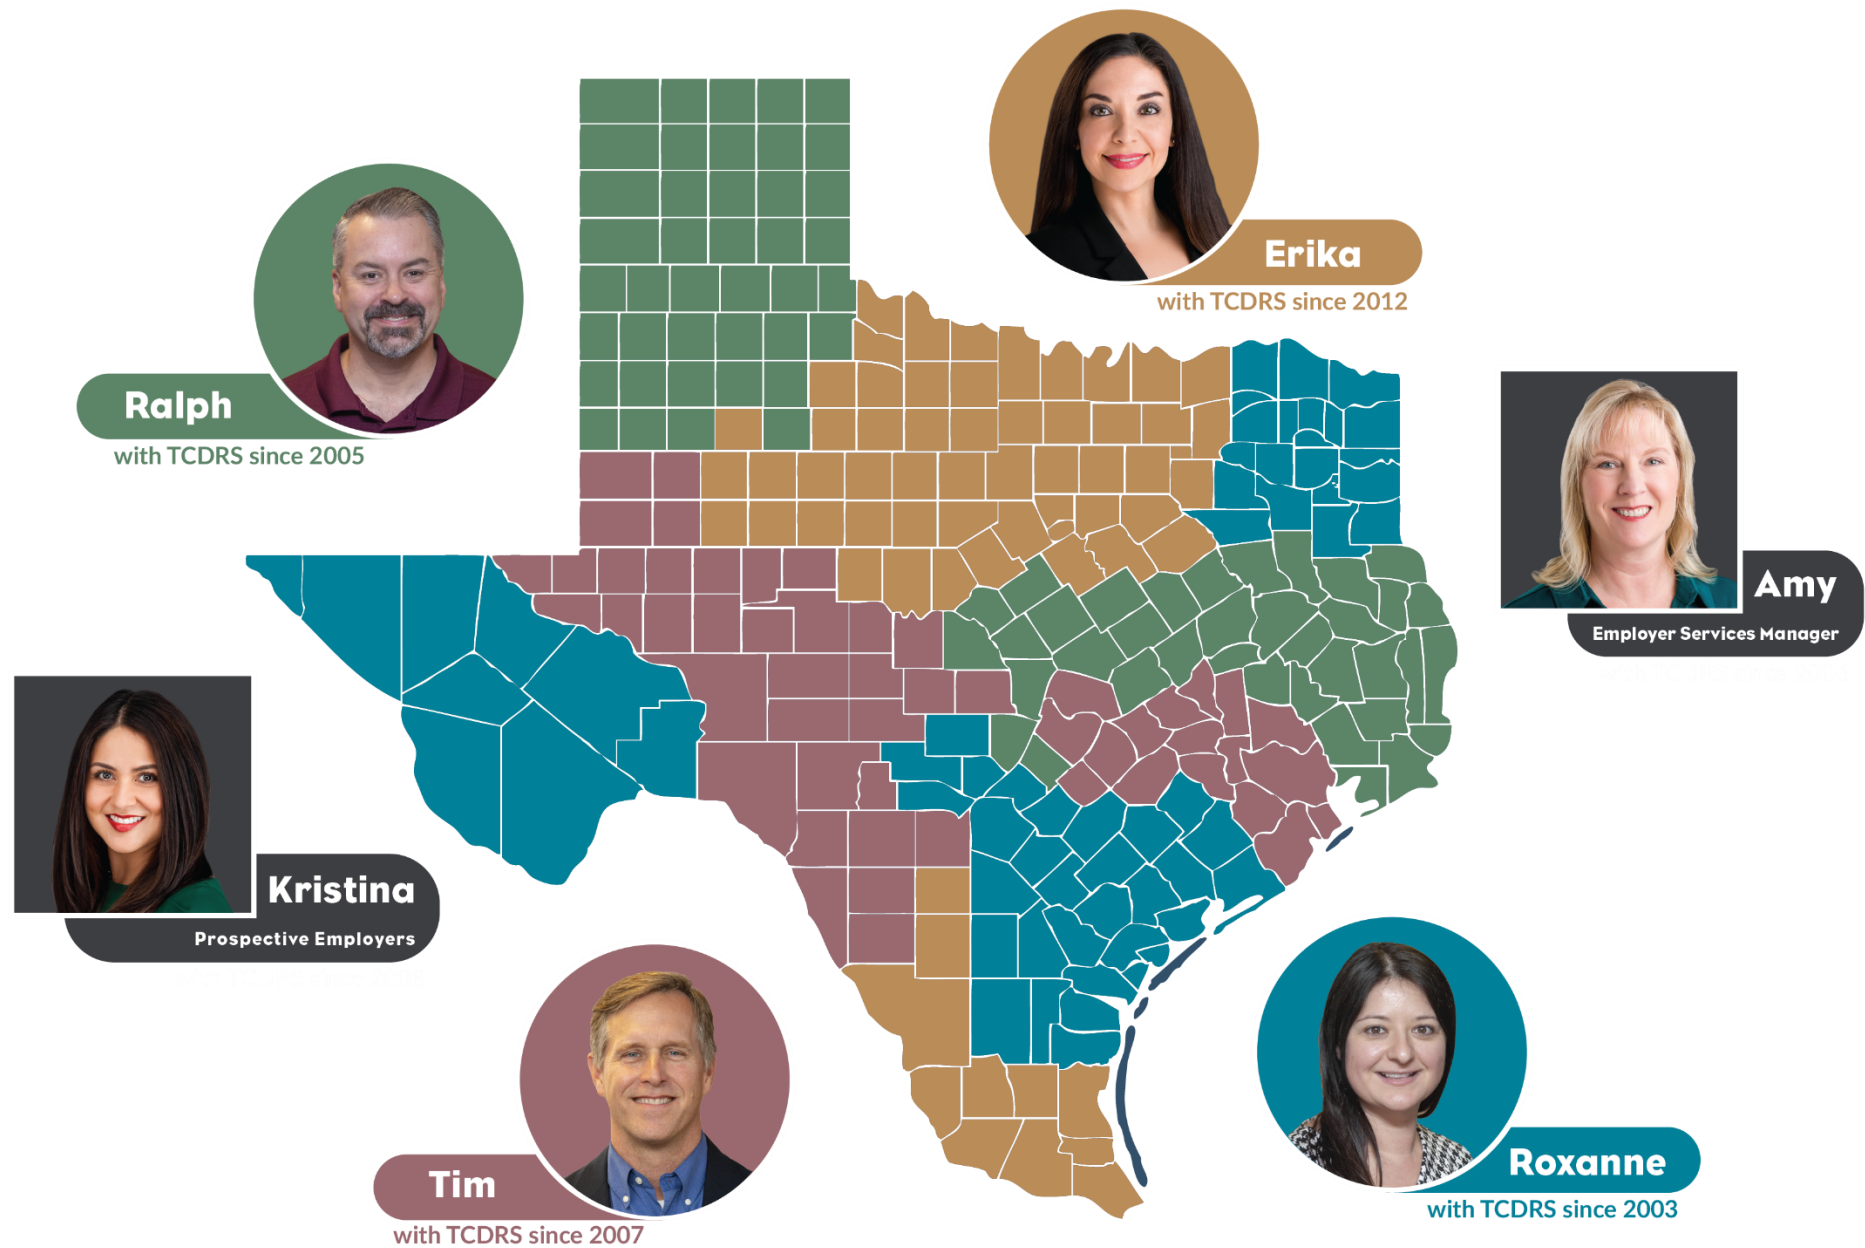 Erika
with TCDRS since 2012
Ralph
with TCDRS since 2005
Amy
Employer Services Manager
Kristina
Prospective Employers
Tim
with TCDRS since 2007
Roxanne
with TCDRS since 2003